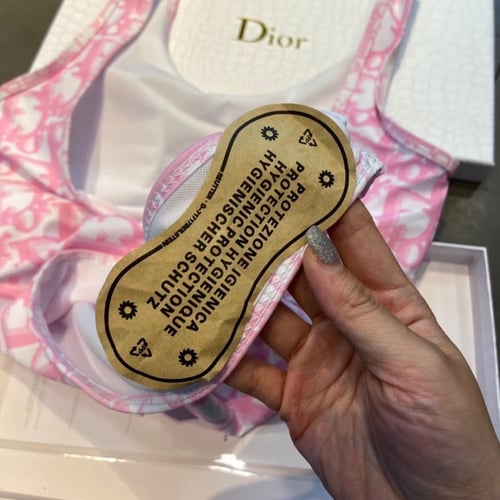 Dior
PROTEZIONE IGIENICA
PROTECTION HYGIENIQUE
HYGIENIC PROTECTION
HYGIENISCHER SCHUTZ